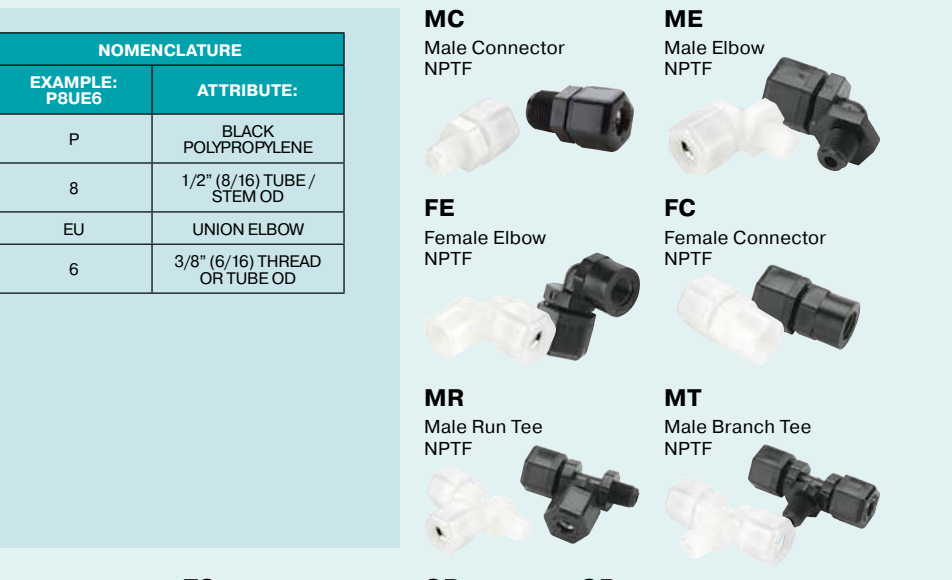 NOMENCLATURE
EXAMPLE:
P8UE6
ATTRIBUTE:
P
BLACK
POLYPROPYLENE
8
1/2” (8/16) TUBE /
STEM OD
EU
UNION ELBOW
6
3/8” (6/16) THREAD
OR TUBE OD
MC
Male Connector
NPTF
ME
Male Elbow
NPTF
FE
Female Elbow
NPTF
FC
Female Connector
NPTF
MR
Male Run Tee
NPTF
MT
Male Branch Tee
NPTF